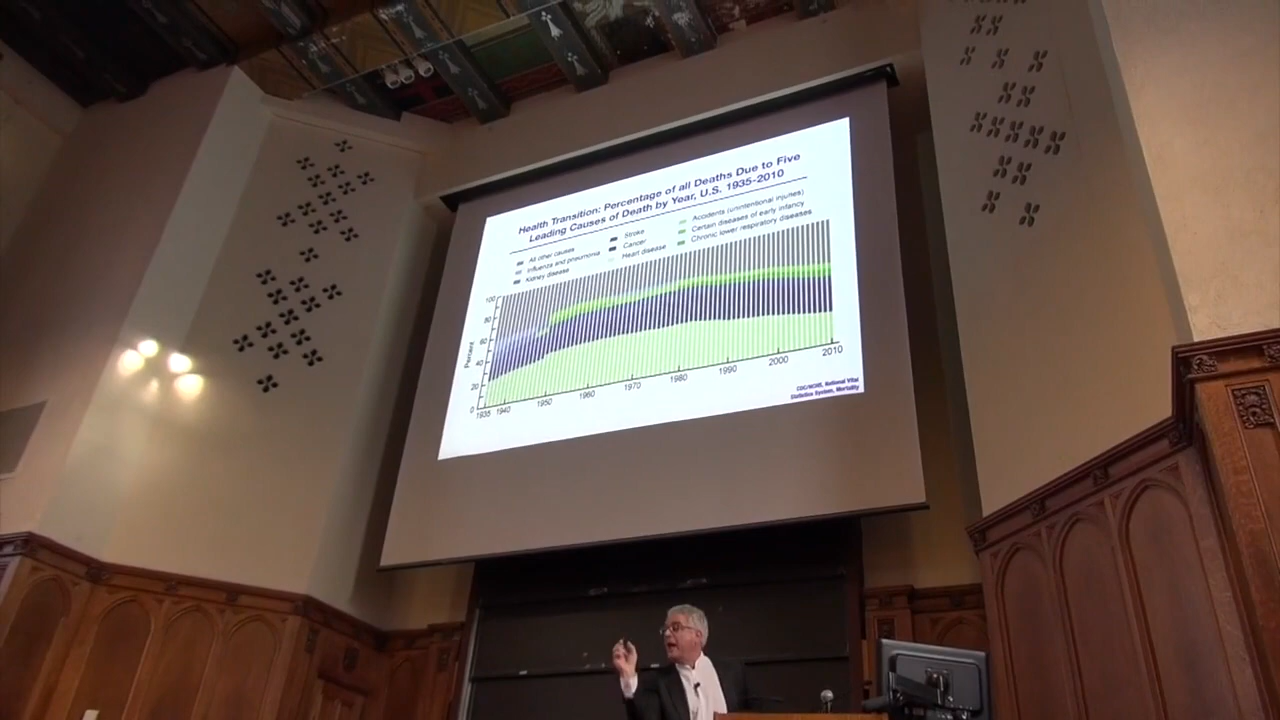 Health Transition: Percentage of all Deaths Due to Five
Leading Causes of Death by Year, U.S. 1935-2010
All other causes
Influenza and pneumonia
Kidney disease
Stroke
Cancer
Heart disease
Accidents (unintentional injuries)
Certain diseases of early infancy
Chronic lower respiratory diseases
Percent
100
80
60
40
20
0
1935 1940 1950 1960 1970 1980 1990 2000 2010
CDC/NCHS, National Vital
Statistics System, Mortality